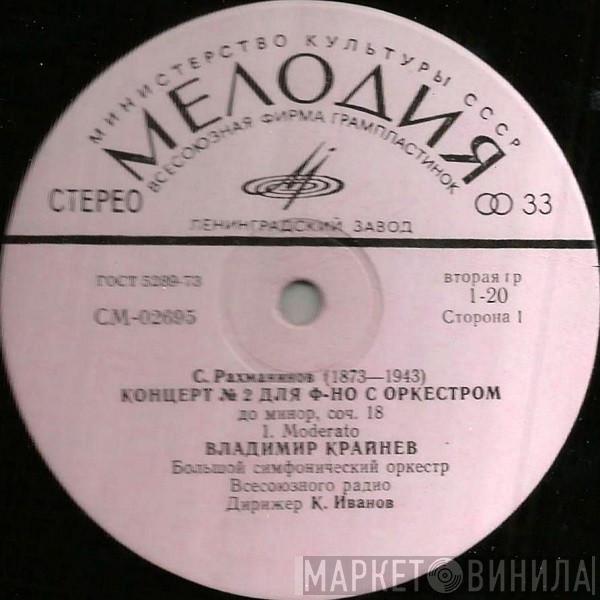 МИНИСТЕРСТВО КУЛЬТУРЫ СССР
МЕЛОДИЯ
ВСЕСОЮЗНАЯ ФИРМА ГРАМПЛАСТИНОК
СТЕРЕО
33
ЛЕНИНГРАДСКИЙ ЗАВОД
ГОСТ 5289-73
вторая гр
СМ-02695
1-20
Сторона 1
С. Рахманинов (1873—1943)
КОНЦЕРТ № 2 ДЛЯ Ф-НО С ОРКЕСТРОМ
до минор, соч. 18
1. Moderato
ВЛАДИМИР КРАЙНЕВ
Большой симфонический оркестр
Всесоюзного радио
Дирижер К. Иванов
МАРКЕТ ВИНИЛА